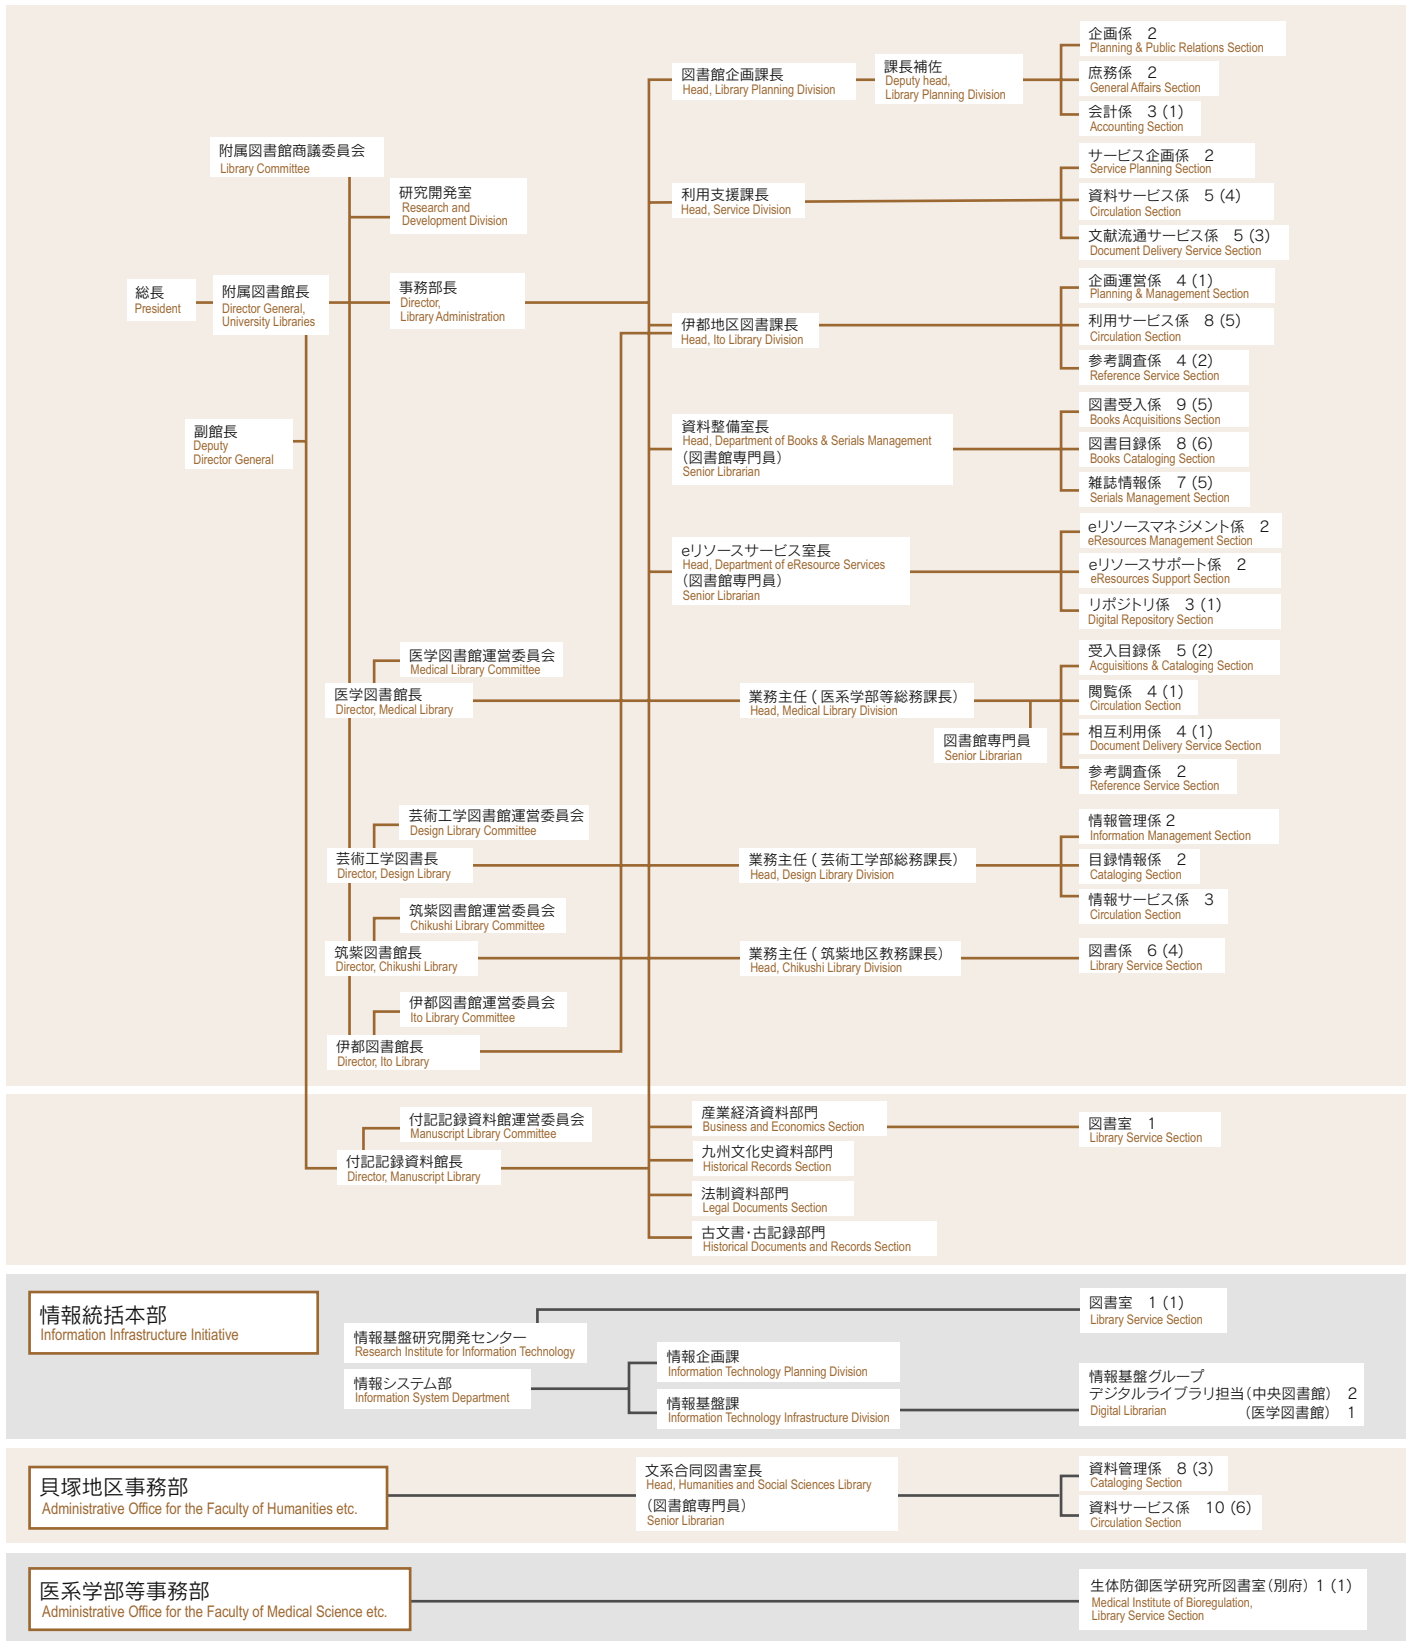 企画係 2
Planning & Public Relations Section
図書館企画課長
Head, Library Planning Division
課長補佐
Deputy head,
Library Planning Division
庶務係 2
General Affairs Section
会計係 3 (1)
Accounting Section
附属図書館商議委員会
Library Committee
研究開発室
Research and
Development Division
利用支援課長
Head, Service Division
サービス企画係 2
Service Planning Section
資料サービス係 5 (4)
Circulation Section
文献流通サービス係 5 (3)
Document Delivery Service Section
総長
President
附属図書館長
Director General,
University Libraries
事務部長
Director,
Library Administration
伊都地区図書課長
Head, Ito Library Division
企画運営係 4 (1)
Planning & Management Section
利用サービス係 8 (5)
Circulation Section
参考調査係 4 (2)
Reference Service Section
副館長
Deputy
Director General
資料整備室長
Head, Department of Books & Serials Management
(図書館専門員)
Senior Librarian
図書受入係 9 (5)
Books Acquisitions Section
図書目録係 8 (6)
Books Cataloging Section
雑誌情報係 7 (5)
Serials Management Section
eリソースサービス室長
Head, Department of eResource Services
(図書館専門員)
Senior Librarian
eリソースマネジメント係 2
eResources Management Section
eリソースサポート係 2
eResources Support Section
リポジトリ係 3 (1)
Digital Repository Section
医学図書館運営委員会
Medical Library Committee
医学図書館長
Director, Medical Library
業務主任 ( 医系学部等総務課長)
Head, Medical Library Division
図書館専門員
Senior Librarian
受入目録係 5 (2)
Acguisitions & Cataloging Section
閲覧係 4 (1)
Circulation Section
相互利用係 4 (1)
Document Delivery Service Section
参考調査係 2
Reference Service Section
芸術工学図書館運営委員会
Design Library Committee
芸術工学図書長
Director, Design Library
業務主任 ( 芸術工学部総務課長)
Head, Design Library Division
情報管理係 2
Information Management Section
目録情報係 2
Cataloging Section
情報サービス係 3
Circulation Section
筑紫図書館運営委員会
Chikushi Library Committee
筑紫図書館長
Director, Chikushi Library
業務主任 ( 筑紫地区教務課長)
Head, Chikushi Library Division
図書係 6 (4)
Library Service Section
伊都図書館運営委員会
Ito Library Committee
伊都図書館長
Director, Ito Library
付記記録資料館運営委員会
Manuscript Library Committee
付記記録資料館長
Director, Manuscript Library
産業経済資料部門
Business and Economics Section
図書室 1
Library Service Section
九州文化史資料部門
Historical Records Section
法制資料部門
Legal Documents Section
古文書・古記録部門
Historical Documents and Records Section
情報統括本部
Information Infrastructure Initiative
情報基盤研究開発センター
Research Institute for Information Technology
図書室 1 (1)
Library Service Section
情報システム部
Information System Department
情報企画課
Information Technology Planning Division
情報基盤課
Information Technology Infrastructure Division
情報基盤グループ
デジタルライブラリ担当(中央図書館) 2
Digital Librarian (医学図書館) 1
貝塚地区事務部
Administrative Office for the Faculty of Humanities etc.
文系合同図書室長
Head, Humanities and Social Sciences Library
(図書館専門員)
Senior Librarian
資料管理係 8 (3)
Cataloging Section
資料サービス係 10 (6)
Circulation Section
医系学部等事務部
Administrative Office for the Faculty of Medical Science etc.
生体防御医学研究所図書室(別府) 1 (1)
Medical Institute of Bioregulation,
Library Service Section